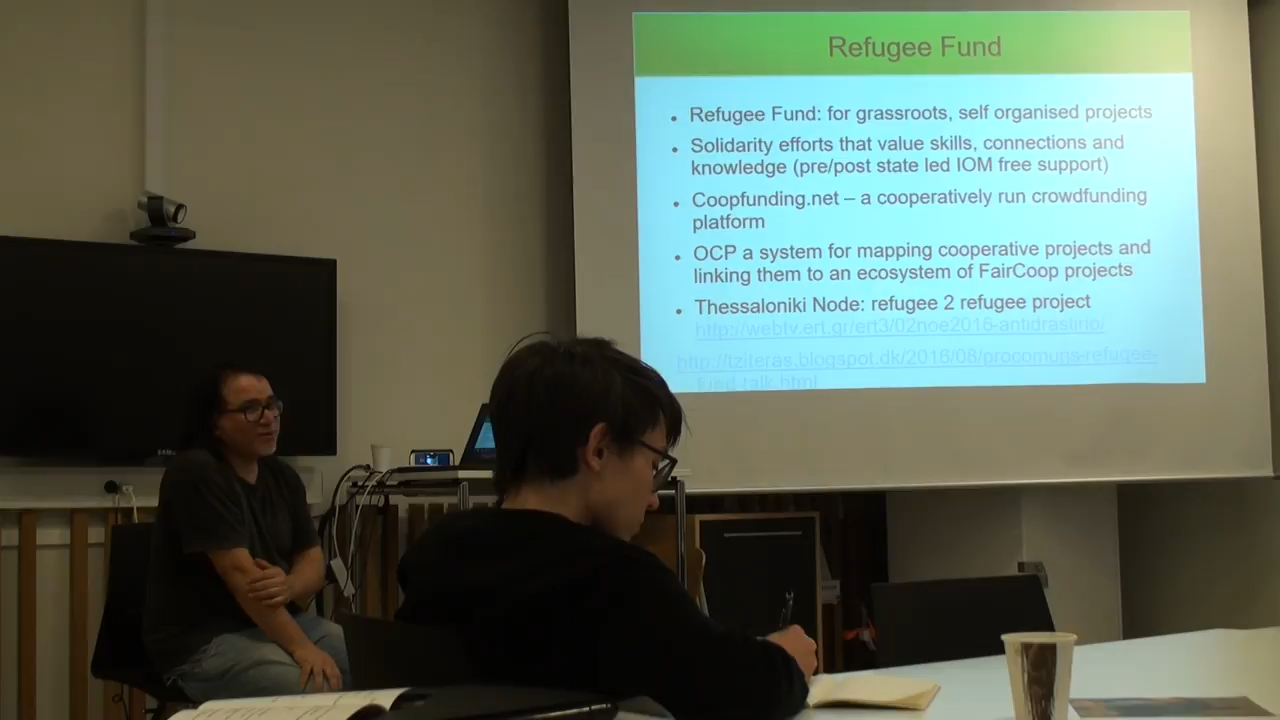 Refugee Fund
Refugee Fund: for grassroots, self organised projects
Solidarity efforts that value skills, connections and
knowledge (pre/post state led IOM free support)
Coopfunding.net – a cooperatively run crowdfunding
platform
OCP a system for mapping cooperative projects and
linking them to an ecosystem of FairCoop projects
Thessaloniki Node: refugee 2 refugee project
http://webtv.ert.gr/ert3/02noe2016-antidrastirio/
http://tziteras.blogspot.dk/2016/08/procomuns-refugee-
fund-talk.html